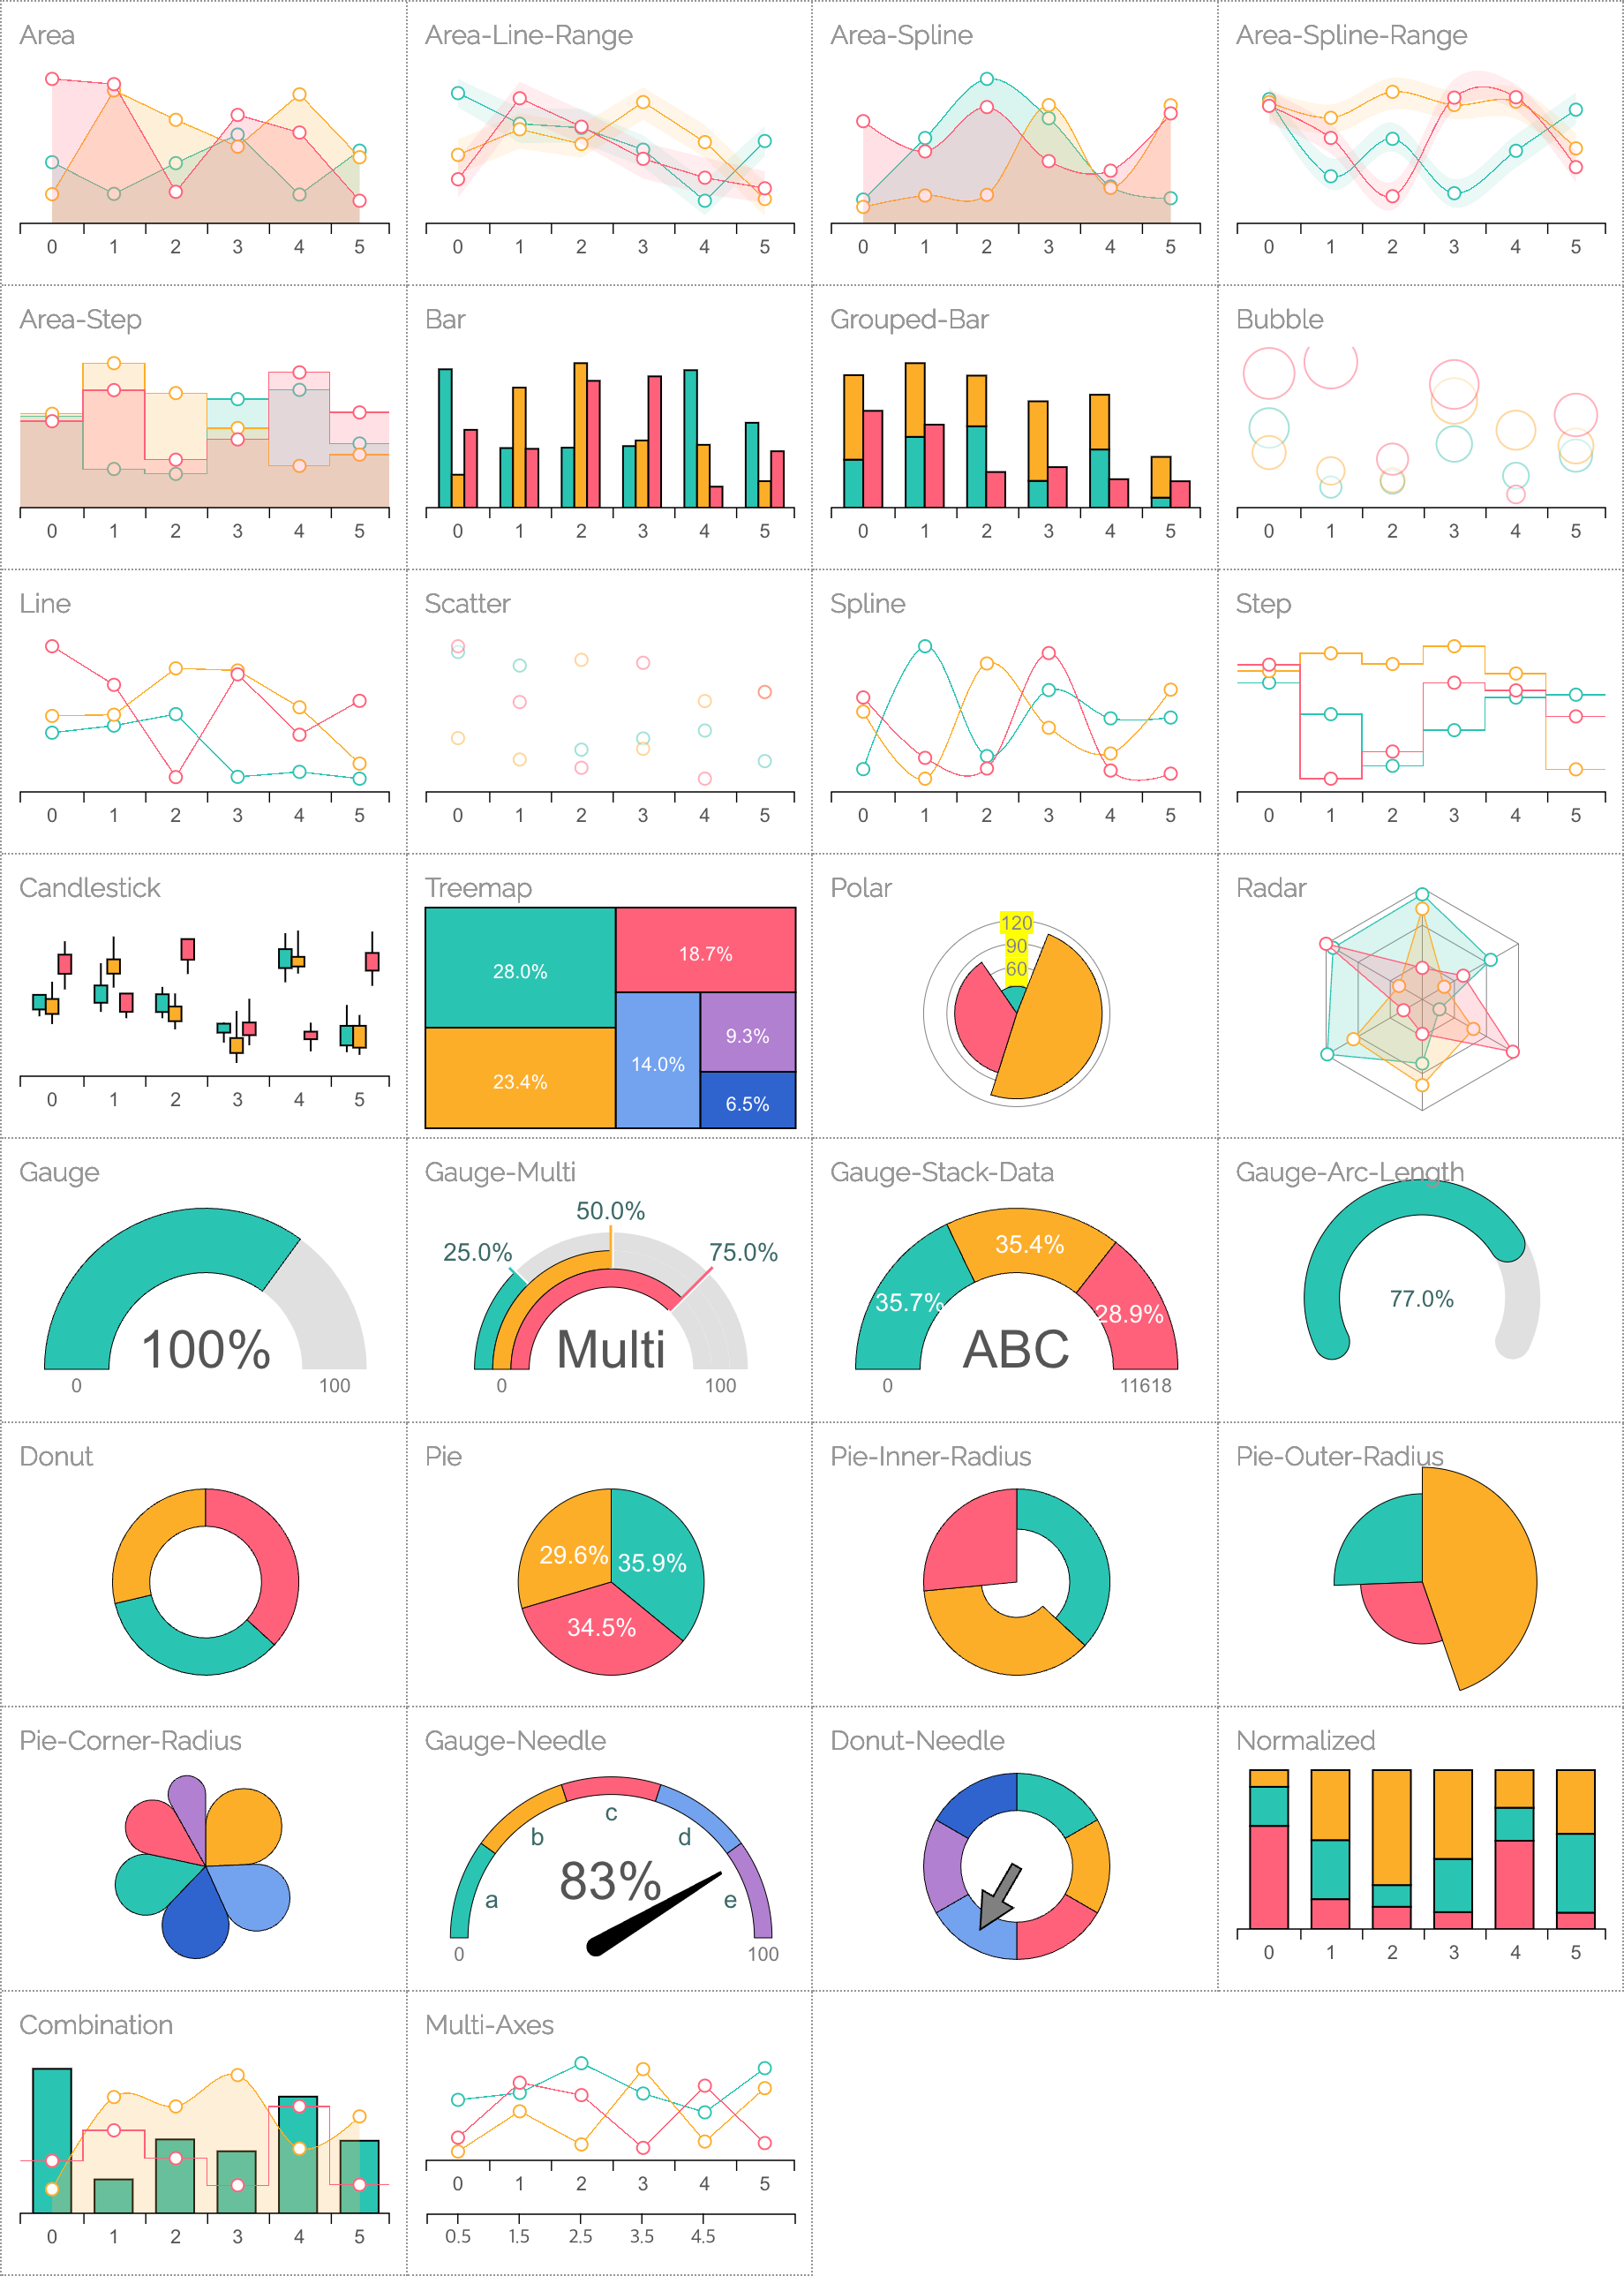 Area
0 1 2 3 4 5
Area-Line-Range
0 1 2 3 4 5
Area-Spline
0 1 2 3 4 5
Area-Spline-Range
0 1 2 3 4 5
Area-Step
0 1 2 3 4 5
Bar
0 1 2 3 4 5
Grouped-Bar
0 1 2 3 4 5
Bubble
0 1 2 3 4 5
Line
0 1 2 3 4 5
Scatter
0 1 2 3 4 5
Spline
0 1 2 3 4 5
Step
0 1 2 3 4 5
Candlestick
0 1 2 3 4 5
Treemap
28.0%
18.7%
9.3%
14.0%
23.4%
6.5%
Polar
120
90
60
Radar
Gauge
100%
0 100
Gauge-Multi
50.0%
25.0% 75.0%
Multi
0 100
Gauge-Stack-Data
35.4%
35.7% 28.9%
ABC
0 11618
Gauge-Arc-Length
77.0%
Donut
Pie
29.6% 35.9%
34.5%
Pie-Inner-Radius
Pie-Outer-Radius
Pie-Corner-Radius
Gauge-Needle
c
b d
83%
a e
0 100
Donut-Needle
Normalized
0 1 2 3 4 5
Combination
0 1 2 3 4 5
Multi-Axes
0 1 2 3 4 5
0.5 1.5 2.5 3.5 4.5